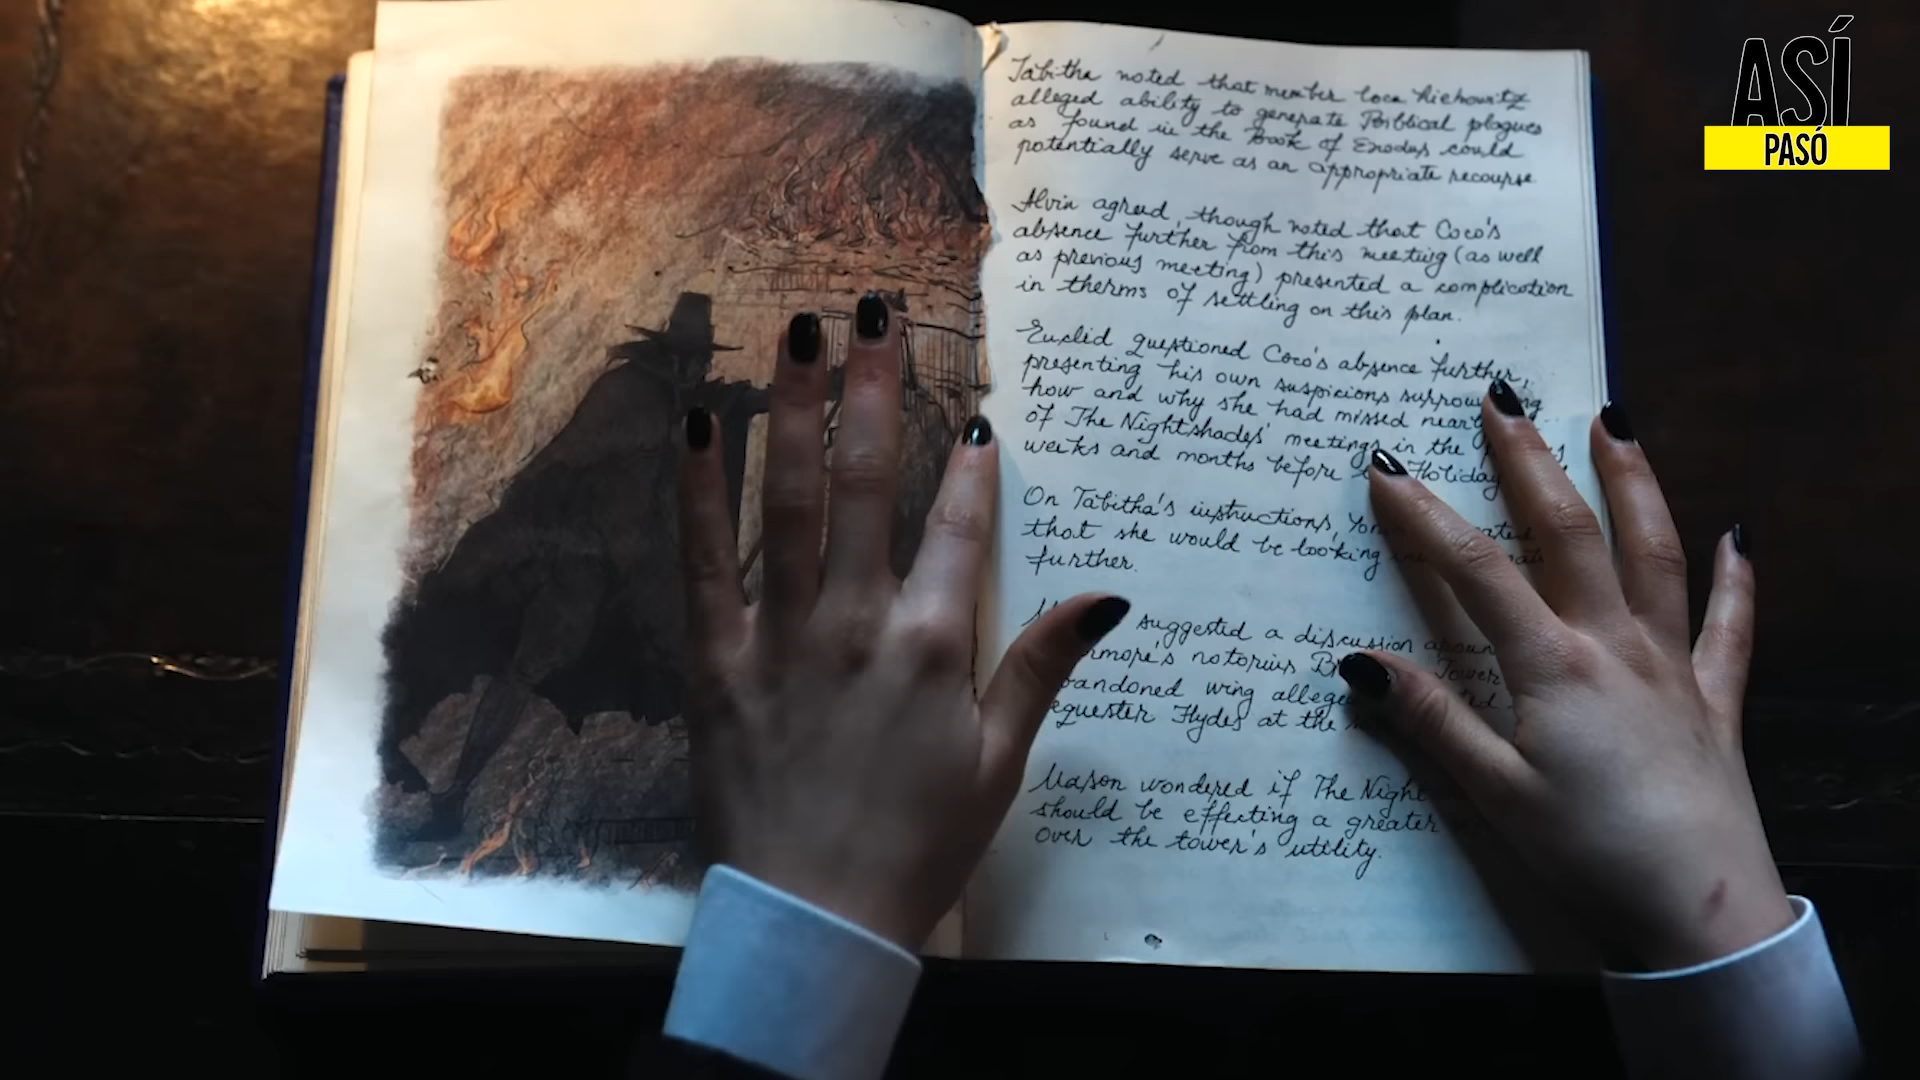 ASÍ
PASÓ
Tabitha noted that member Coco
alleged ability to generate Biblical plagues
as found in the Book of Exodus could
potentially serve as an appropriate recourse
Alvin agreed, though noted that Coco's
absence further from this meeting (as well
as previous meeting) presented a complication
in therms of settling on this plan.
Euclid questioned Coco's absence further,
presenting his own suspicions
how and why she had missed
of The Nightshades' meetings in the
weeks and months before Holiday
On Tabitha's instructions,
that she would be looking
further.
suggested a discussion
notorius Tower
wing
Hydes at the
Mason wondered if The
should be effecting a greater
over the tower's utility.